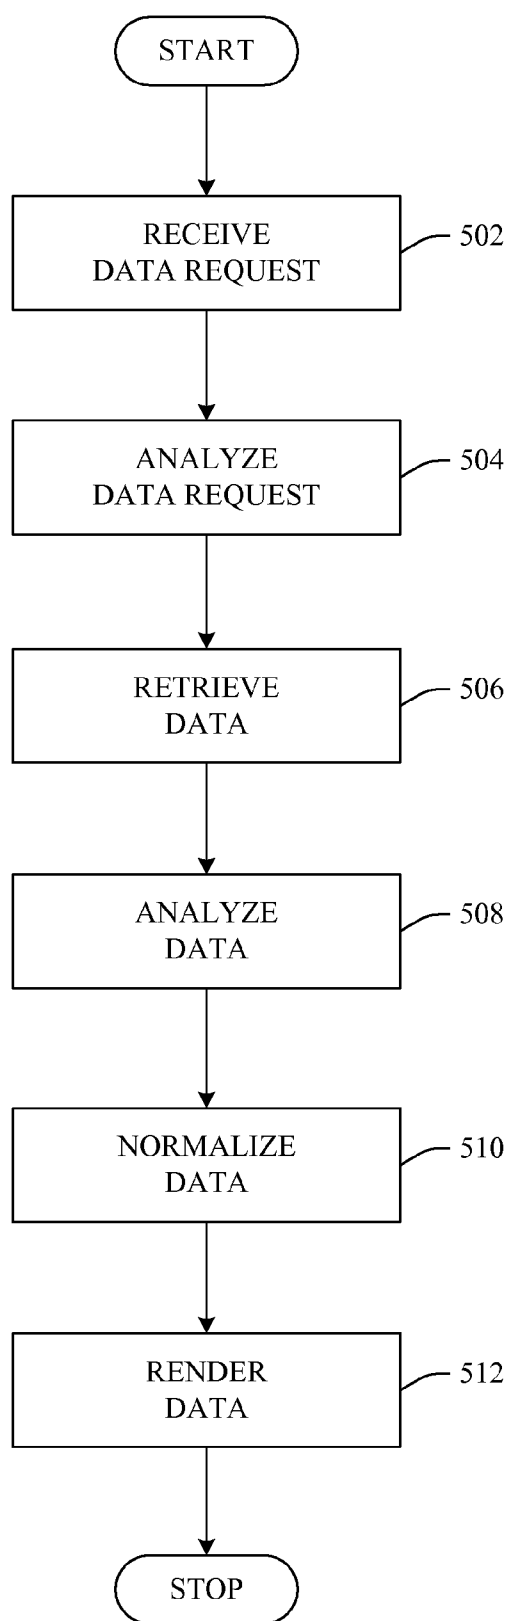 START
RECEIVE
DATA REQUEST
502
ANALYZE
DATA REQUEST
504
RETRIEVE
DATA
506
ANALYZE
DATA
508
NORMALIZE
DATA
510
RENDER
DATA
512
STOP